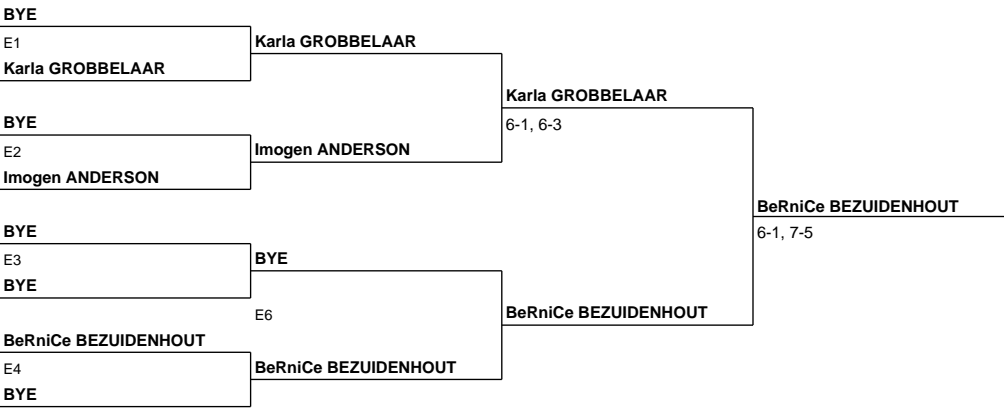 BYE
E1
Karla GROBBELAAR
Karla GROBBELAAR
BYE
E2
Imogen ANDERSON
Imogen ANDERSON
Karla GROBBELAAR
6-1, 6-3
BYE
E3
BYE
BYE
E6
BeRniCe BEZUIDENHOUT
E4
BYE
BeRniCe BEZUIDENHOUT
BeRniCe BEZUIDENHOUT
BeRniCe BEZUIDENHOUT
6-1, 7-5